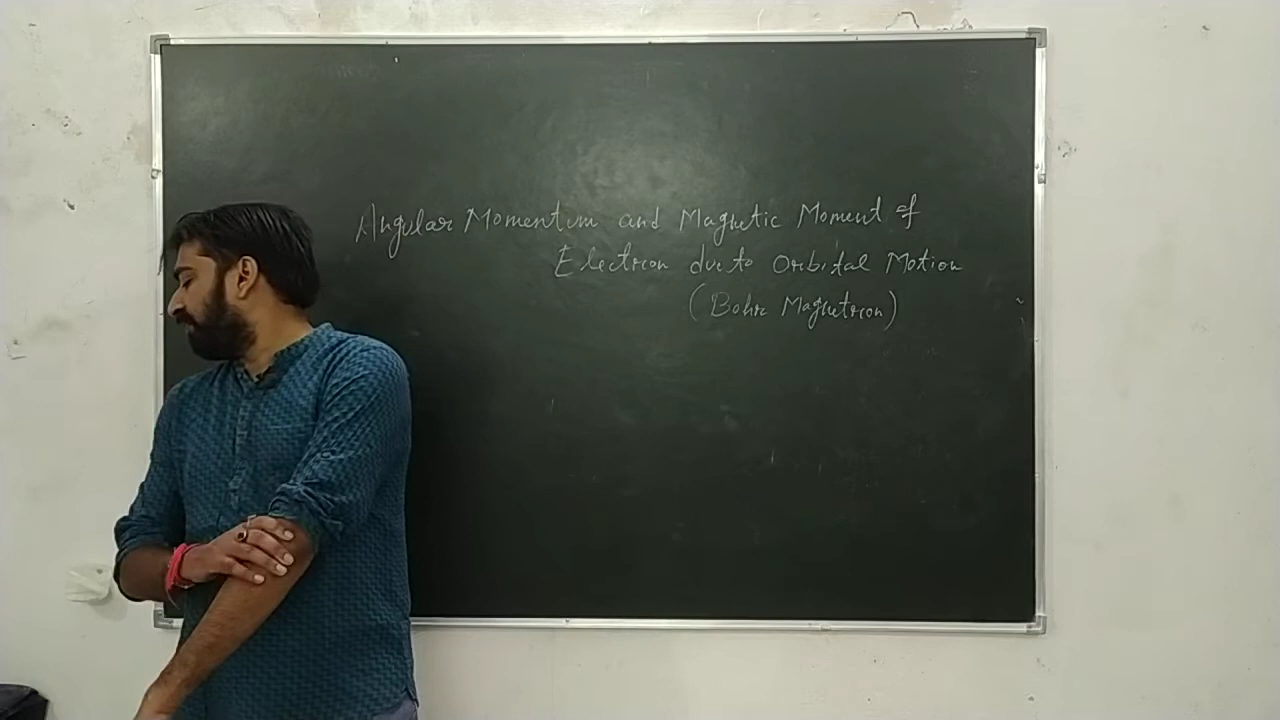 Angular Momentum and Magnetic Moment of
Electron due to Orbital Motion
(Bohr Magnetron)